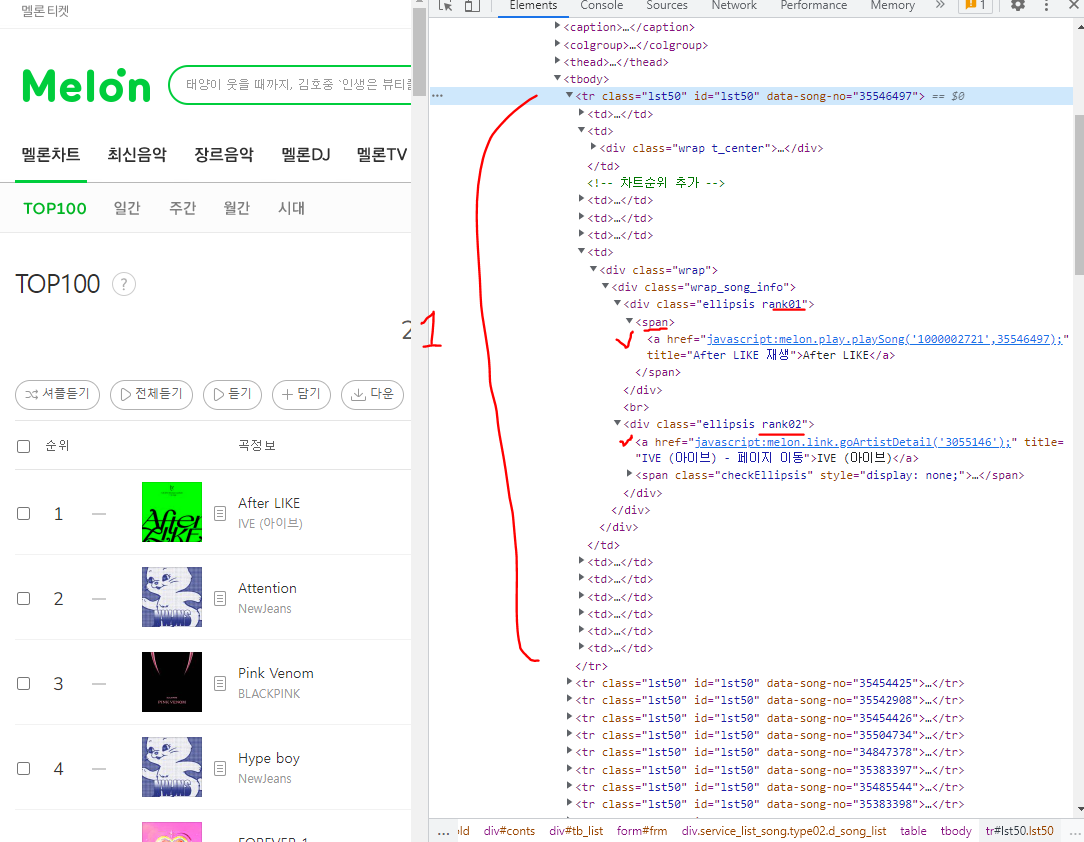 멜론티켓
Melon
태양이 웃을 때까지, 김호중 '인생은 뷰티풀
멜론차트 최신음악 장르음악 멜론DJ 멜론TV
TOP100 일간 주간 월간 시대
TOP100 ?
2
1
셔플듣기 전체듣기 듣기 담기 다운
순위 곡정보
1 After LIKE
IVE (아이브)
2 Attention
NewJeans
3 Pink Venom
BLACKPINK
4 Hype boy
NewJeans
FOREVER 1
Elements Console Sources Network Performance Memory » 1
<caption>…</caption>
<colgroup>…</colgroup>
<thead>…</thead>
<tbody>
<tr class="lst50" id="lst50" data-song-no="35546497"> == $0
<td>…</td>
<td>
<div class="wrap t_center">…</div>
</td>
<!-- 차트순위 추가 -->
<td>…</td>
<td>…</td>
<td>…</td>
<td>
<div class="wrap">
<div class="wrap_song_info">
<div class="ellipsis rank01">
<span>
<a href="javascript:melon.play.playSong('1000002721',35546497);"
title="After LIKE 재생">After LIKE</a>
</span>
</div>
<br>
<div class="ellipsis rank02">
<a href="javascript:melon.link.goArtistDetail('3055146');" title=
"IVE (아이브) - 페이지 이동">IVE (아이브)</a>
<span class="checkEllipsis" style="display: none;">…</span>
</div>
</div>
</div>
</td>
<td>…</td>
<td>…</td>
<td>…</td>
<td>…</td>
<td>…</td>
<td>…</td>
</tr>
<tr class="lst50" id="lst50" data-song-no="35454425">…</tr>
<tr class="lst50" id="lst50" data-song-no="35542908">…</tr>
<tr class="lst50" id="lst50" data-song-no="35454426">…</tr>
<tr class="lst50" id="lst50" data-song-no="35504734">…</tr>
<tr class="lst50" id="lst50" data-song-no="34847378">…</tr>
<tr class="lst50" id="lst50" data-song-no="35383397">…</tr>
<tr class="lst50" id="lst50" data-song-no="35485544">…</tr>
<tr class="lst50" id="lst50" data-song-no="35383398">…</tr>
… old div#conts div#tb_list form#frm div.service_list_song.type02.d_song_list table tbody tr#lst50.lst50 …